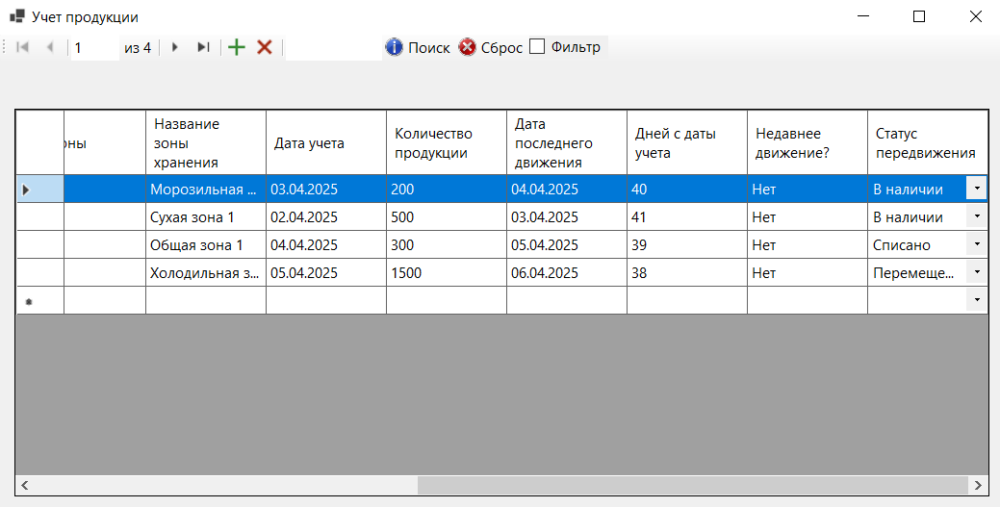 Учет продукции
1 из 4 Поиск Сброс Фильтр
оны
Название
зоны
хранения
Дата учета
Количество
продукции
Дата
последнего
движения
Дней с даты
учета
Недавнее
движение?
Статус
передвижения
Морозильная ... 03.04.2025 200 04.04.2025 40 Нет В наличии
Сухая зона 1 02.04.2025 500 03.04.2025 41 Нет В наличии
Общая зона 1 04.04.2025 300 05.04.2025 39 Нет Списано
Холодильная з... 05.04.2025 1500 06.04.2025 38 Нет Перемеще...